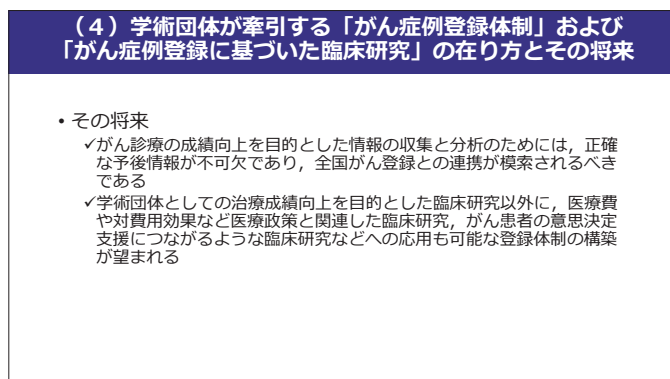 （４）学術団体が牽引する「がん症例登録体制」および
「がん症例登録に基づいた臨床研究」の在り方とその将来
• その将来
✓がん診療の成績向上を目的とした情報の収集と分析のためには，正確
な予後情報が不可欠であり，全国がん登録との連携が模索されるべき
である
✓学術団体としての治療成績向上を目的とした臨床研究以外に，医療費
や対費用効果など医療政策と関連した臨床研究，がん患者の意思決定
支援につながるような臨床研究などへの応用も可能な登録体制の構築
が望まれる